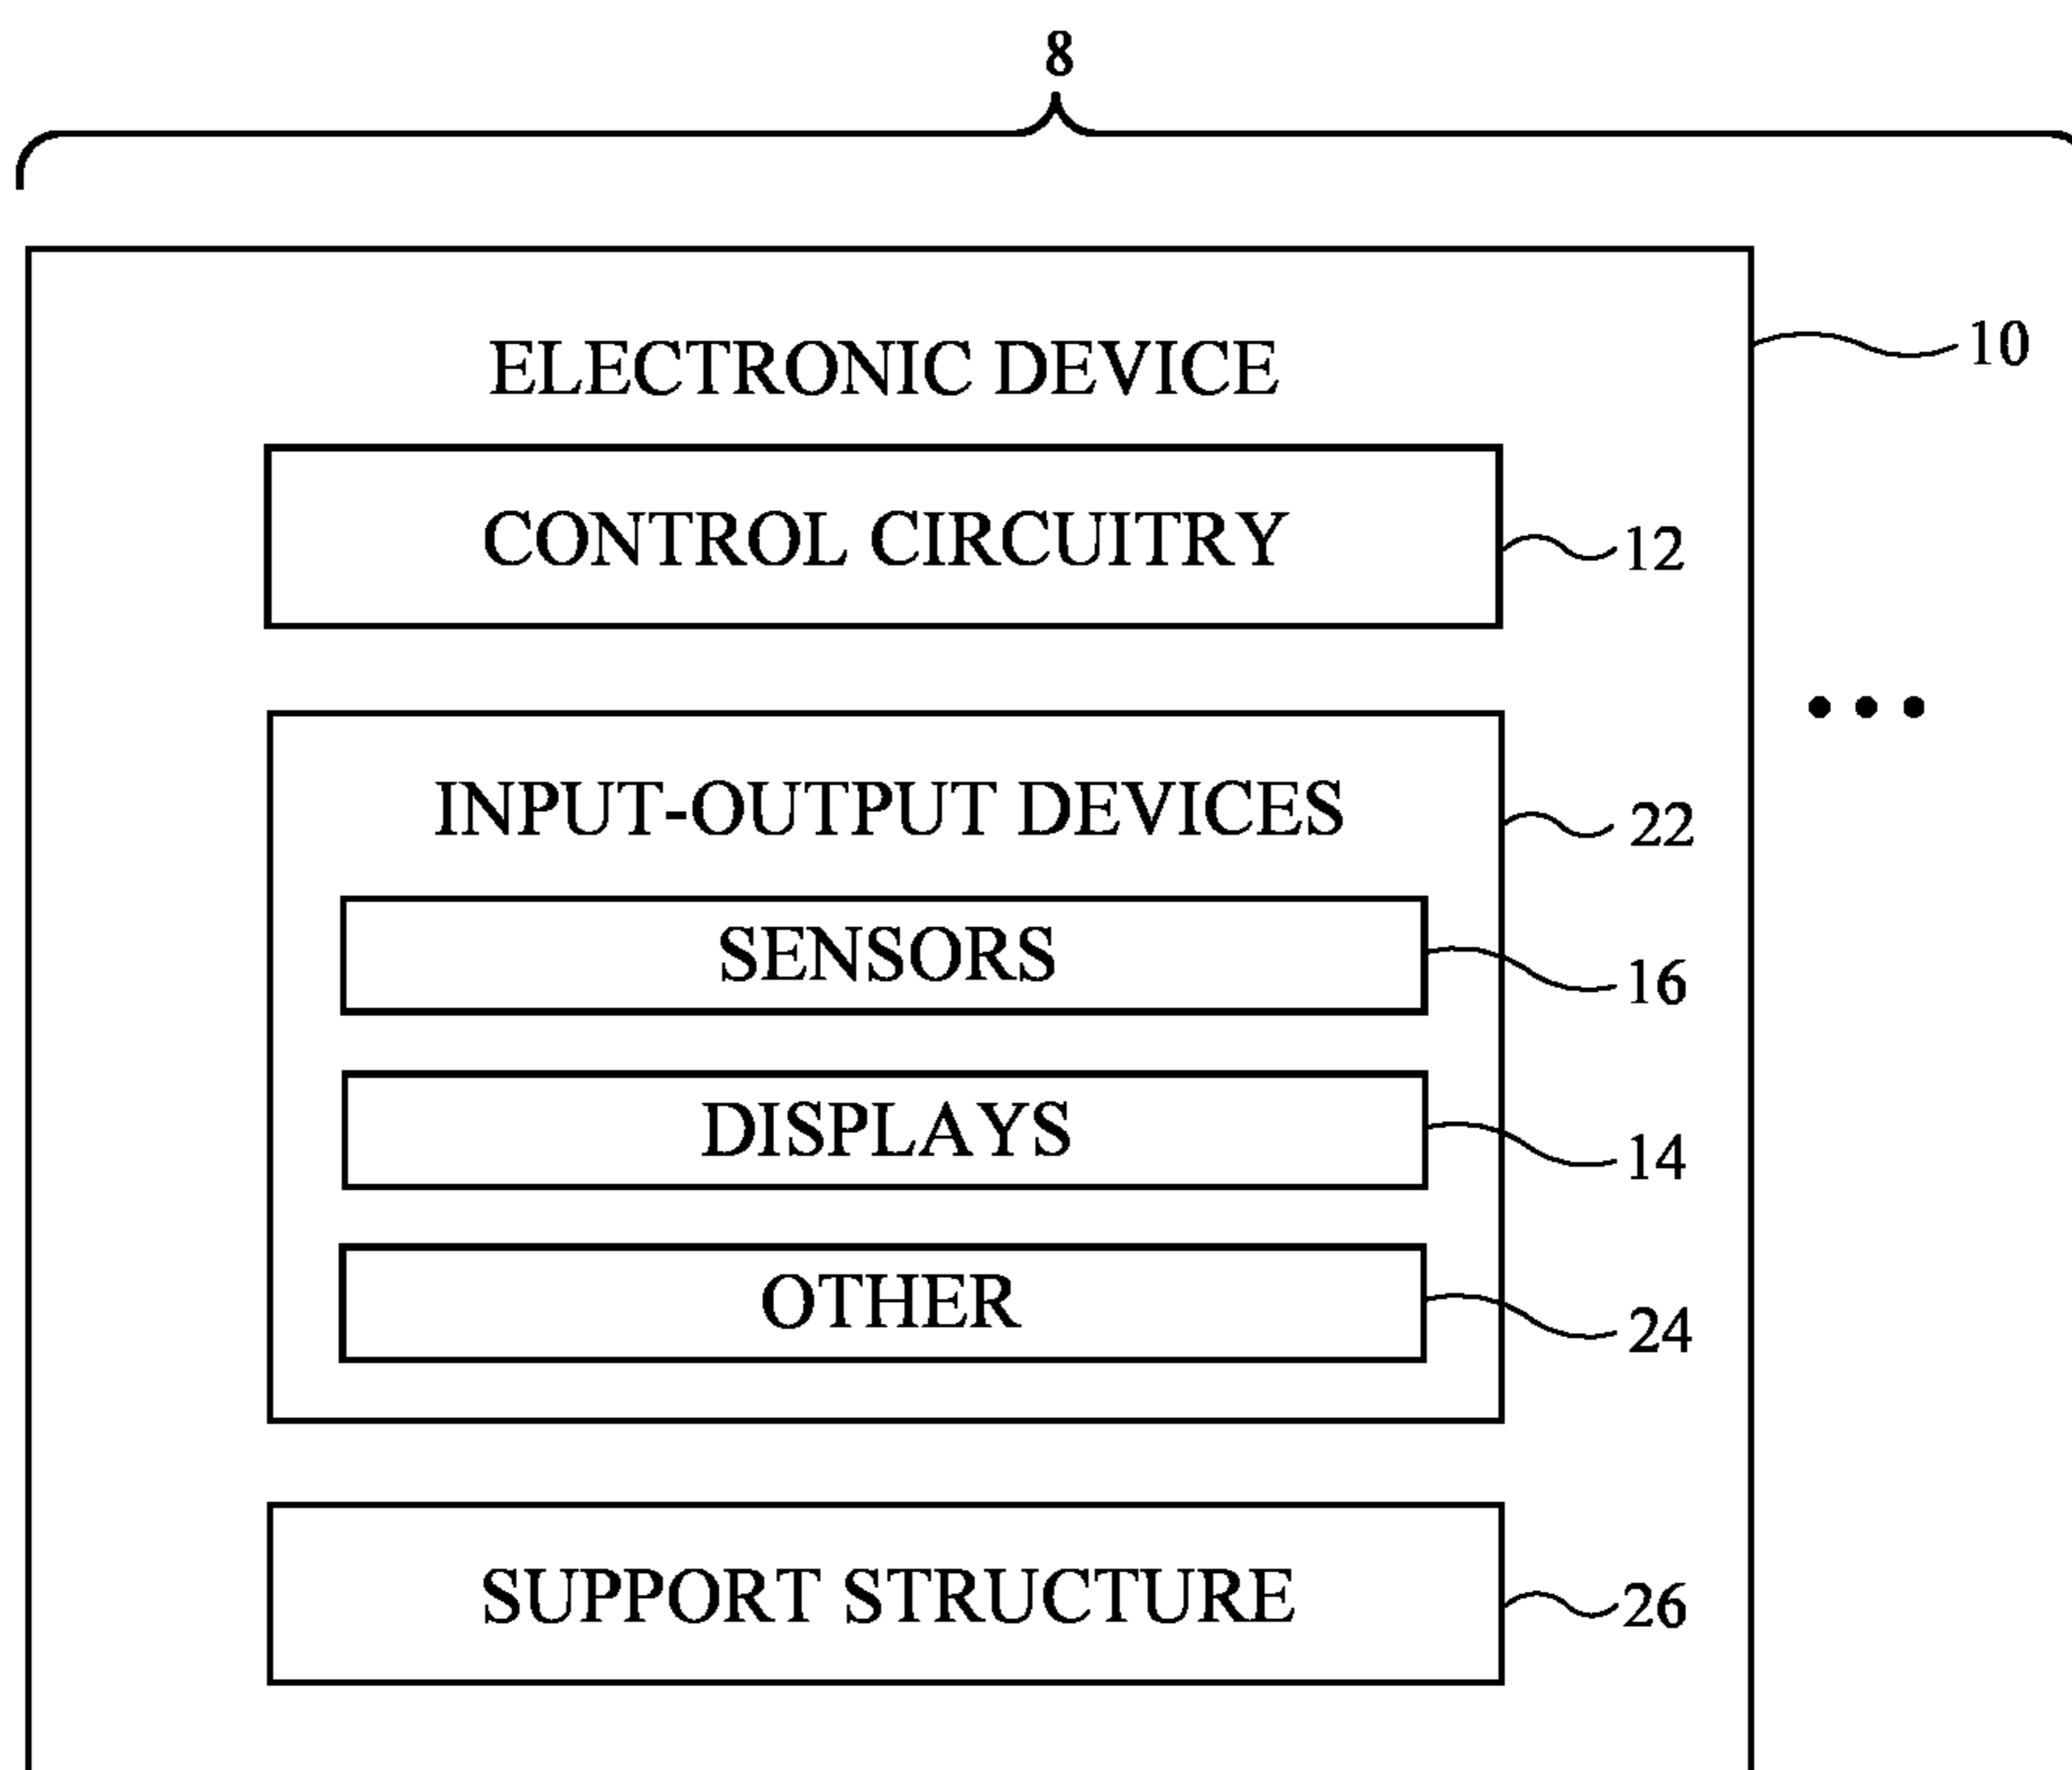 8
ELECTRONIC DEVICE
10
CONTROL CIRCUITRY
12
INPUT-OUTPUT DEVICES
22
SENSORS
16
DISPLAYS
14
OTHER
24
SUPPORT STRUCTURE
26